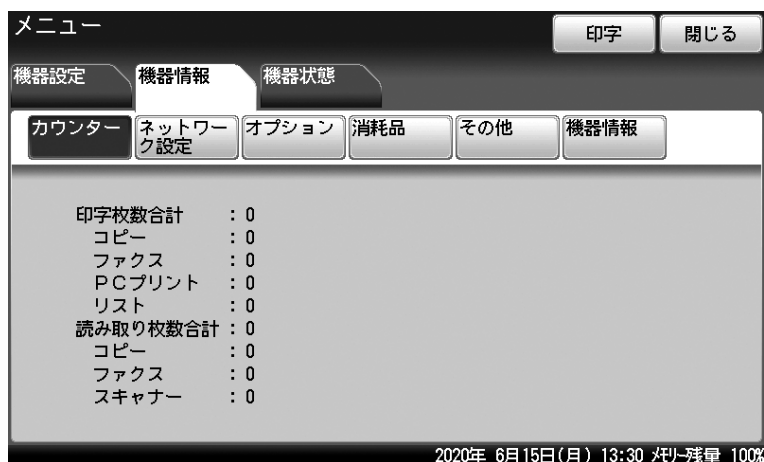 メニュー
印字
閉じる
機器設定
機器情報
機器状態
カウンター
ネットワー
ク設定
オプション
消耗品
その他
機器情報
印字枚数合計 : 0
コピー : 0
ファクス : 0
ＰＣプリント : 0
リスト : 0
読み取り枚数合計 : 0
コピー : 0
ファクス : 0
スキャナー : 0
2020年 6月15日(月) 13:30 ﾒﾓﾘｰ残量 100%